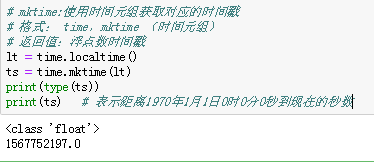 # mktime:使用时间元组获取对应的时间戳
# 格式： time，mktime （时间元组）
# 返回值：浮点数时间戳
lt = time.localtime()
ts = time.mktime(lt)
print(type(ts))
print(ts)   # 表示距离1970年1月1日0时0分0秒到现在的秒数
<class 'float'>
1567752197.0